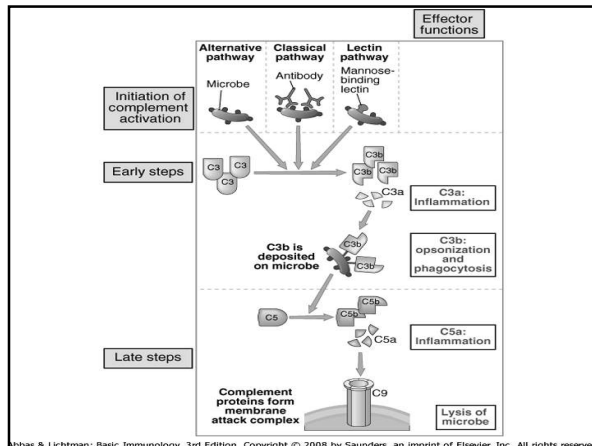 Effector
functions
Alternative
pathway
Classical
pathway
Lectin
pathway
Microbe
Antibody
Mannose-
binding
lectin
Initiation of
complement
activation
Early steps
C3
C3
C3
C3b
C3b
C3b
C3a
C3a:
Inflammation
C3b is
deposited
on microbe
C3b
C3b
C3b:
opsonization
and
phagocytosis
C5
C5b
C5b
C5a
C5a:
Inflammation
Late steps
Complement
proteins form
membrane
attack complex
C9
Lysis
of microbe
Abbas & Lichtman: Basic Immunology, 3rd Edition. Copyright © 2008 by Saunders, an imprint of Elsevier, Inc. All rights reserve